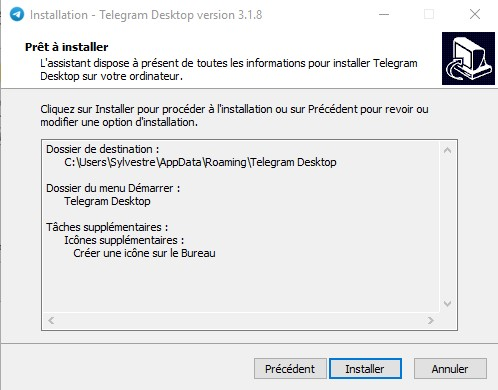 Installation - Telegram Desktop version 3.1.8
Prêt à installer
L'assistant dispose à présent de toutes les informations pour installer Telegram
Desktop sur votre ordinateur.
Cliquez sur Installer pour procéder à l'installation ou sur Précédent pour revoir ou
modifier une option d'installation.
Dossier de destination :
C:\Users\Sylvestre\AppData\Roaming\Telegram Desktop
Dossier du menu Démarrer :
Telegram Desktop
Tâches supplémentaires :
Icônes supplémentaires :
Créer une icône sur le Bureau
Précédent
Installer
Annuler